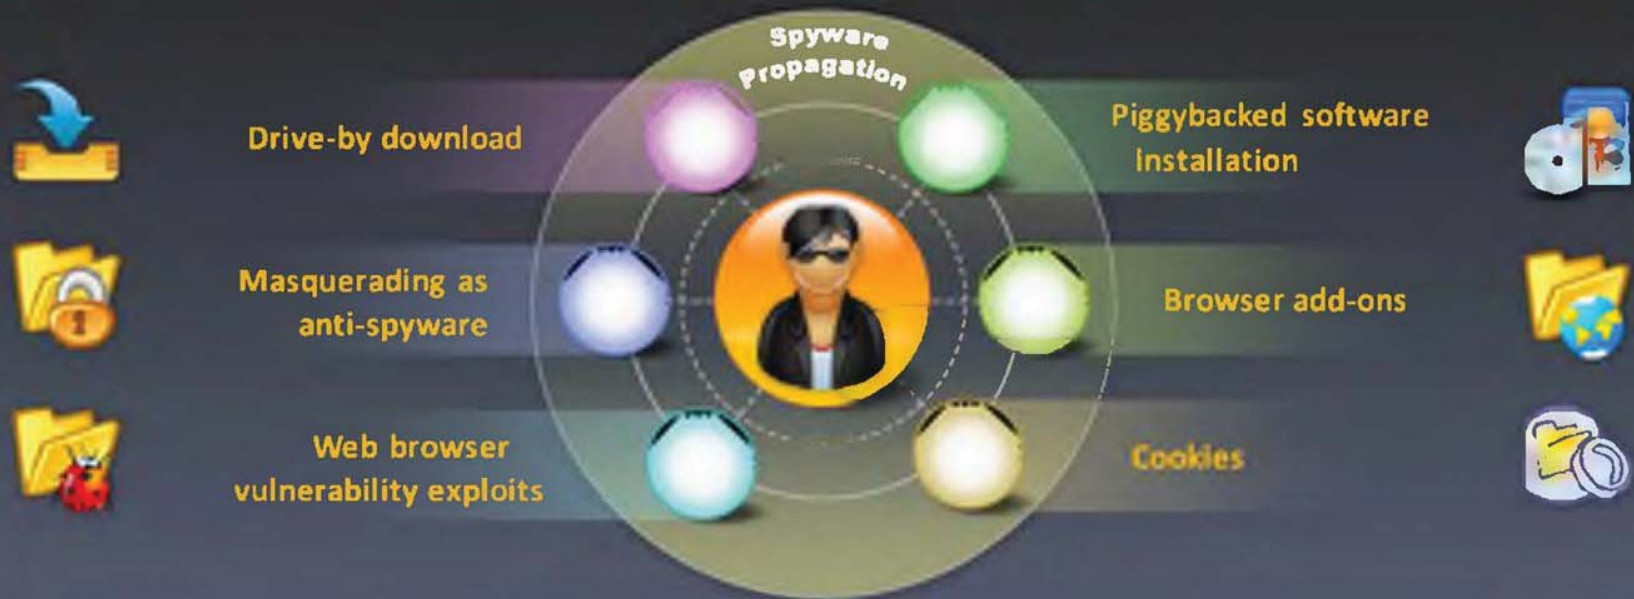 Spyware
Propagation
Drive-by download
Piggybacked software
Installation
Masquerading as
anti-spyware
Browser add-ons
Web browser
vulnerability exploits
Cookies